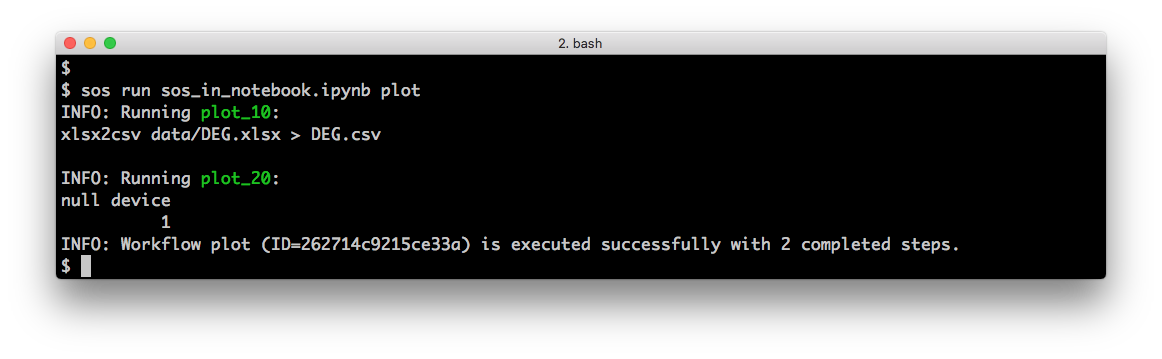 2. bash
$
$ sos run sos_in_notebook.ipynb plot
INFO: Running plot_10:
xlsx2csv data/DEG.xlsx > DEG.csv
INFO: Running plot_20:
null device
1
INFO: Workflow plot (ID=262714c9215ce33a) is executed successfully with 2 completed steps.
$